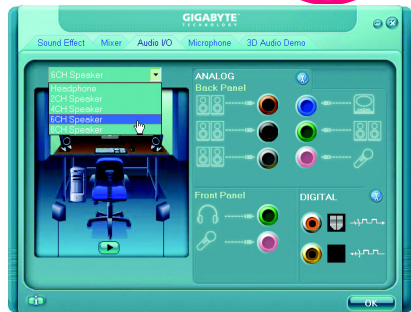 GIGABYTE
TECHNOLOGY
Sound Effect
Mixer
Audio I/O
Microphone
3D Audio Demo
6CH Speaker
Headphone
2CH Speaker
4CH Speaker
6CH Speaker
8CH Speaker
ANALOG
Back Panel
Front Panel
DIGITAL
OK